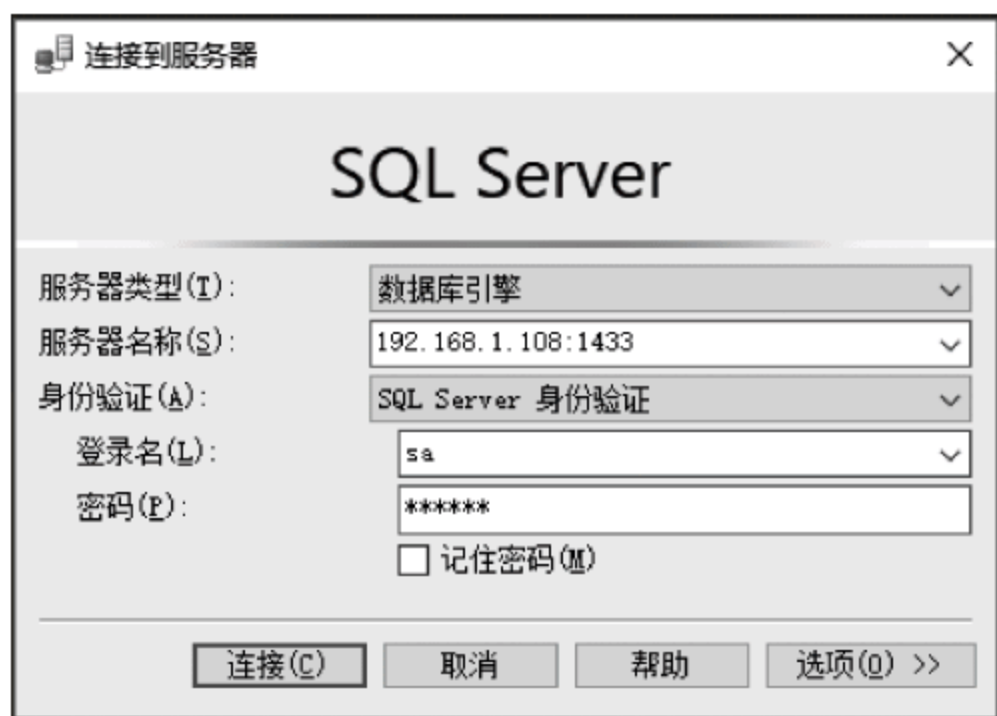 连接到服务器
SQL Server
服务器类型(T): 数据库引擎
服务器名称(S): 192.168.1.108:1433
身份验证(A): SQL Server 身份验证
登录名(L): sa
密码(P): ******
记住密码(M)
连接(C) 取消 帮助 选项(O) >>